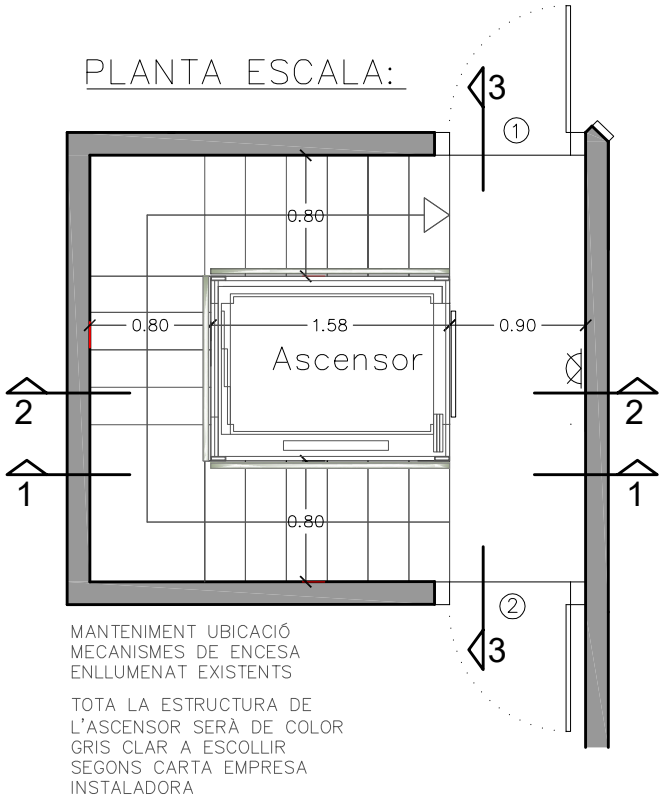 PLANTA ESCALA:
3
1
0.80
0.80
1.58
0.90
Ascensor
2
2
1
1
0.80
2
3
MANTENIMENT UBICACIÓ
MECANISMES DE ENCESA
ENLLUMENAT EXISTENTS
TOTA LA ESTRUCTURA DE
L'ASCENSOR SERÀ DE COLOR
GRIS CLAR A ESCOLLIR
SEGONS CARTA EMPRESA
INSTALADORA